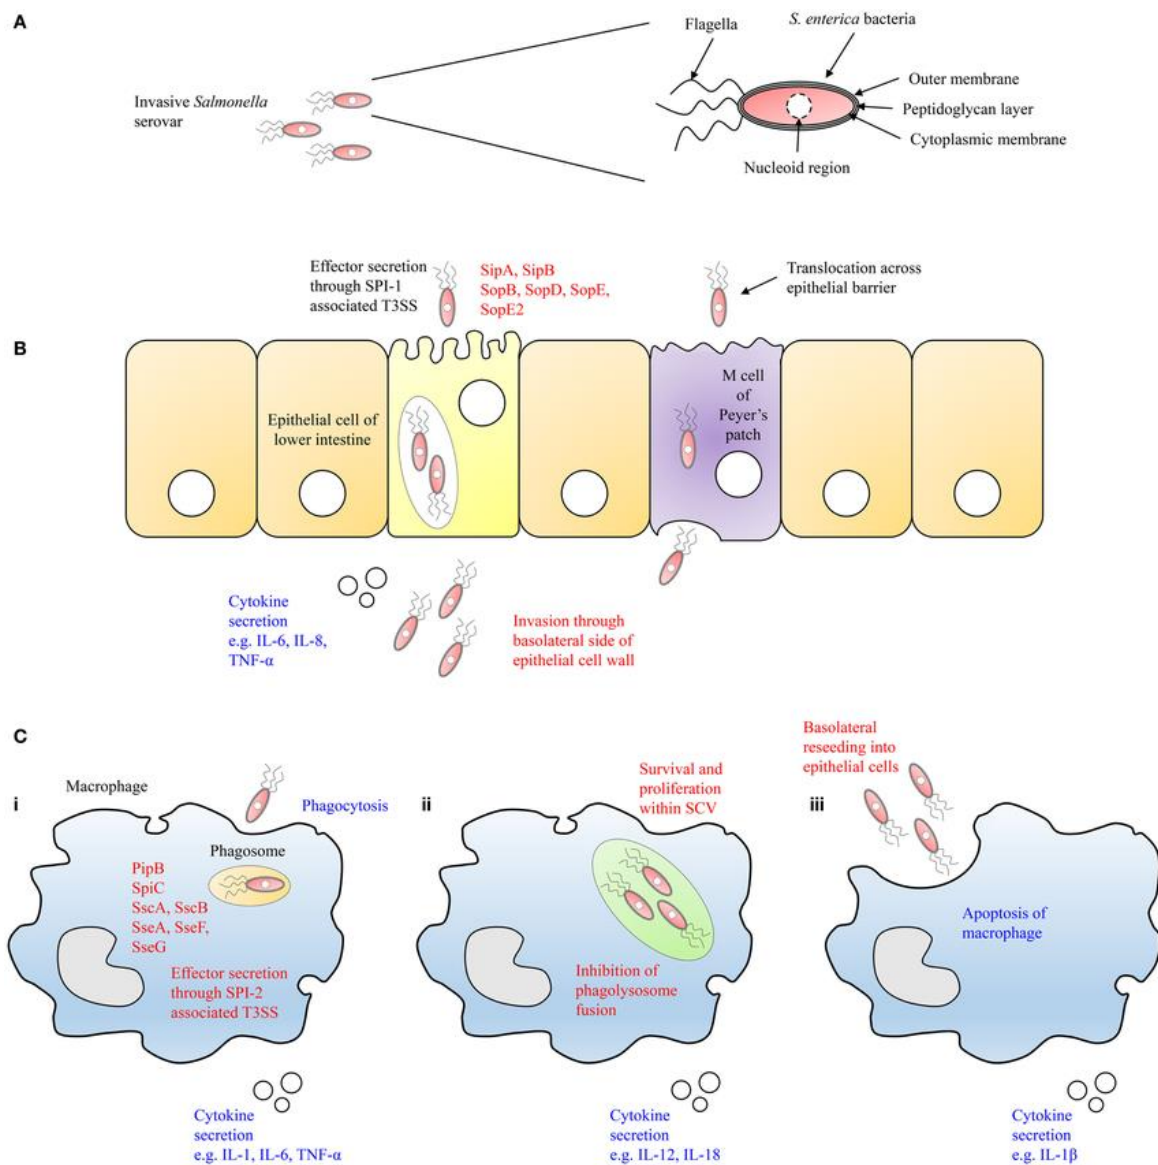 A
Invasive Salmonella
serovar
Flagella
S. enterica bacteria
Outer membrane
Peptidoglycan layer
Cytoplasmic membrane
Nucleoid region
B
Effector secretion
through SPI-1
associated T3SS
SipA, SipB
SopB, SopD, SopE,
SopE2
Translocation across
epithelial barrier
Epithelial cell of
lower intestine
M cell
of
Peyer's
patch
Cytokine
secretion
e.g. IL-6, IL-8,
TNF-α
Invasion through
basolateral side of
epithelial cell wall
C
i
Macrophage
Phagocytosis
Phagosome
PipB
SpiC
SscA, SscB
SseA, SseF,
SseG
Effector secretion
through SPI-2
associated T3SS
Cytokine
secretion
e.g. IL-1, IL-6, TNF-α
ii
Survival and
proliferation
within SCV
Inhibition of
phagolysosome
fusion
Cytokine
secretion
e.g. IL-12, IL-18
iii
Basolateral
reseeding into
epithelial cells
Apoptosis of
macrophage
Cytokine
secretion
e.g. IL-1β